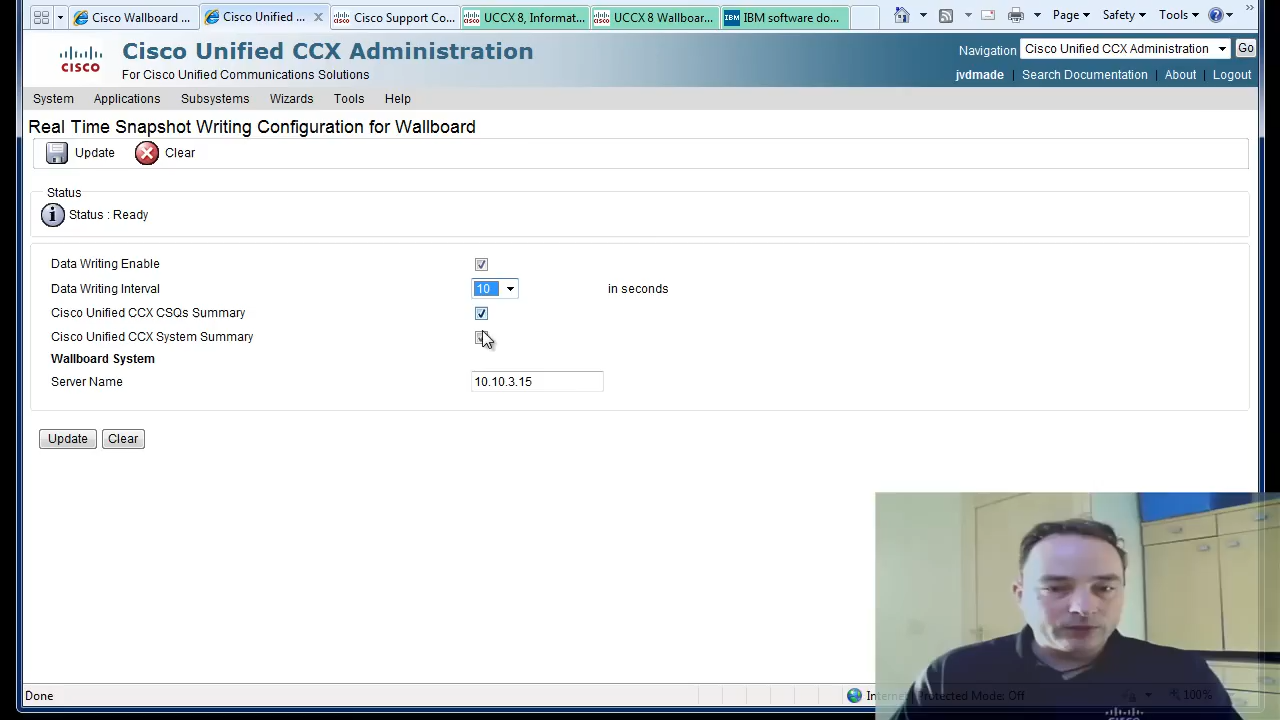 Cisco Wallboard ...
Cisco Unified ...
Cisco Support Co...
UCCX 8, Informat...
UCCX 8 Wallboar...
IBM software do...
Page
Safety
Tools
CISCO
Cisco Unified CCX Administration
For Cisco Unified Communications Solutions
Navigation
Cisco Unified CCX Administration
Go
jvdmade | Search Documentation | About | Logout
System Applications Subsystems Wizards Tools Help
Real Time Snapshot Writing Configuration for Wallboard
Update Clear
Status
Status : Ready
Data Writing Enable
Data Writing Interval 10 in seconds
Cisco Unified CCX CSQs Summary
Cisco Unified CCX System Summary
Wallboard System
Server Name 10.10.3.15
Update Clear
Done
Internet | Protected Mode: Off
100%
CISCO